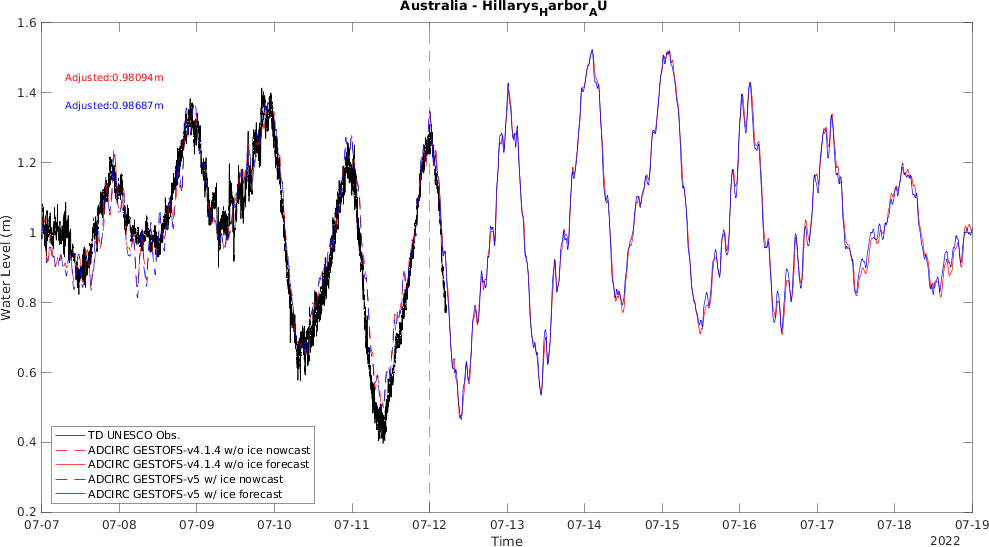 Australia - HillarysHarborAU
1.6
1.4
1.2
1
0.8
0.6
0.4
0.2
Water Level (m)
Adjusted:0.98094m
Adjusted:0.98687m
TD UNESCO Obs.
ADCIRC GESTOFS-v4.1.4 w/o ice nowcast
ADCIRC GESTOFS-v4.1.4 w/o ice forecast
ADCIRC GESTOFS-v5 w/ ice nowcast
ADCIRC GESTOFS-v5 w/ ice forecast
07-07 07-08 07-09 07-10 07-11 07-12 07-13 07-14 07-15 07-16 07-17 07-18 07-19
Time
2022